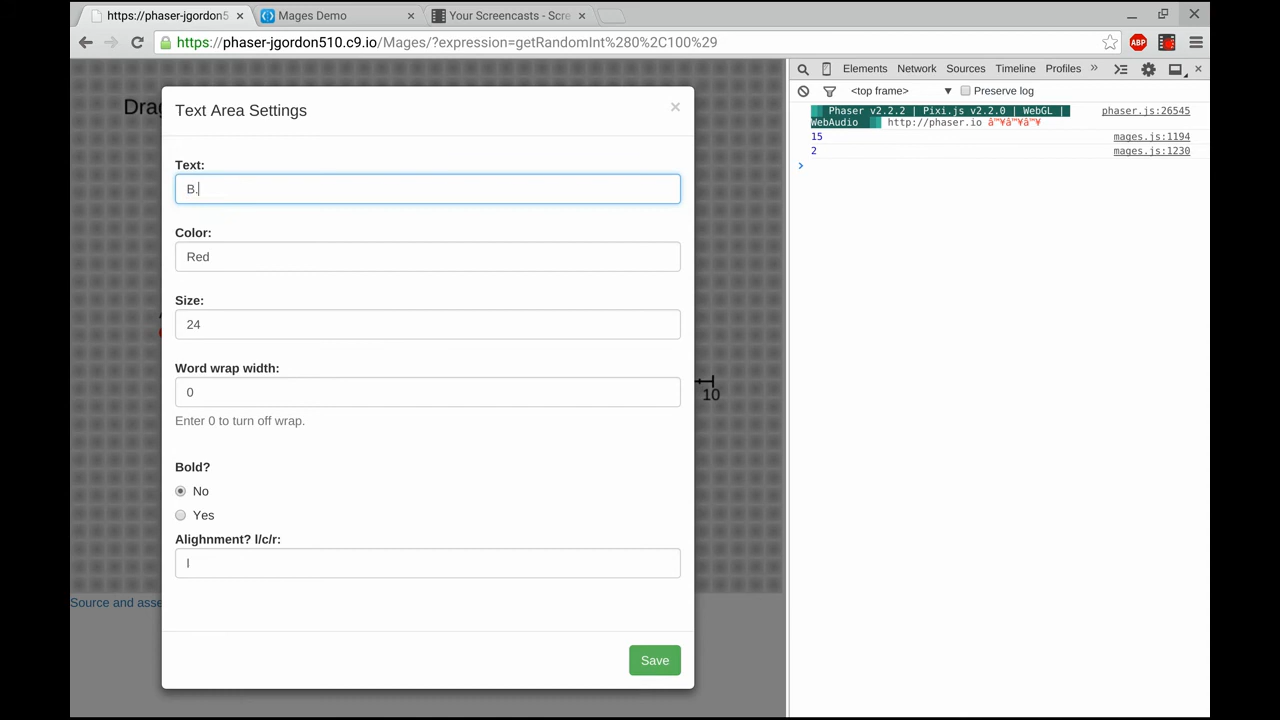 https://phaser-jgordon5 × Mages Demo × Your Screencasts - Scre ×
https://phaser-jgordon510.c9.io/Mages/?expression=getRandomInt%280%2C100%29 ABP
Elements Network Sources Timeline Profiles » ×
<top frame> ▼ Preserve log
Phaser v2.2.2 | Pixi.js v2.2.0 | WebGL | phaser.js:26545
WebAudio http://phaser.io â™¥â™¥â™¥
15 mages.js:1194
2 mages.js:1230
>
Drag
Text Area Settings ×
Text:
B.
Color:
Red
Size:
24
Word wrap width:
0
Enter 0 to turn off wrap.
10
Bold?
No
Yes
Alighnment? l/c/r:
l
Source and asse
Save